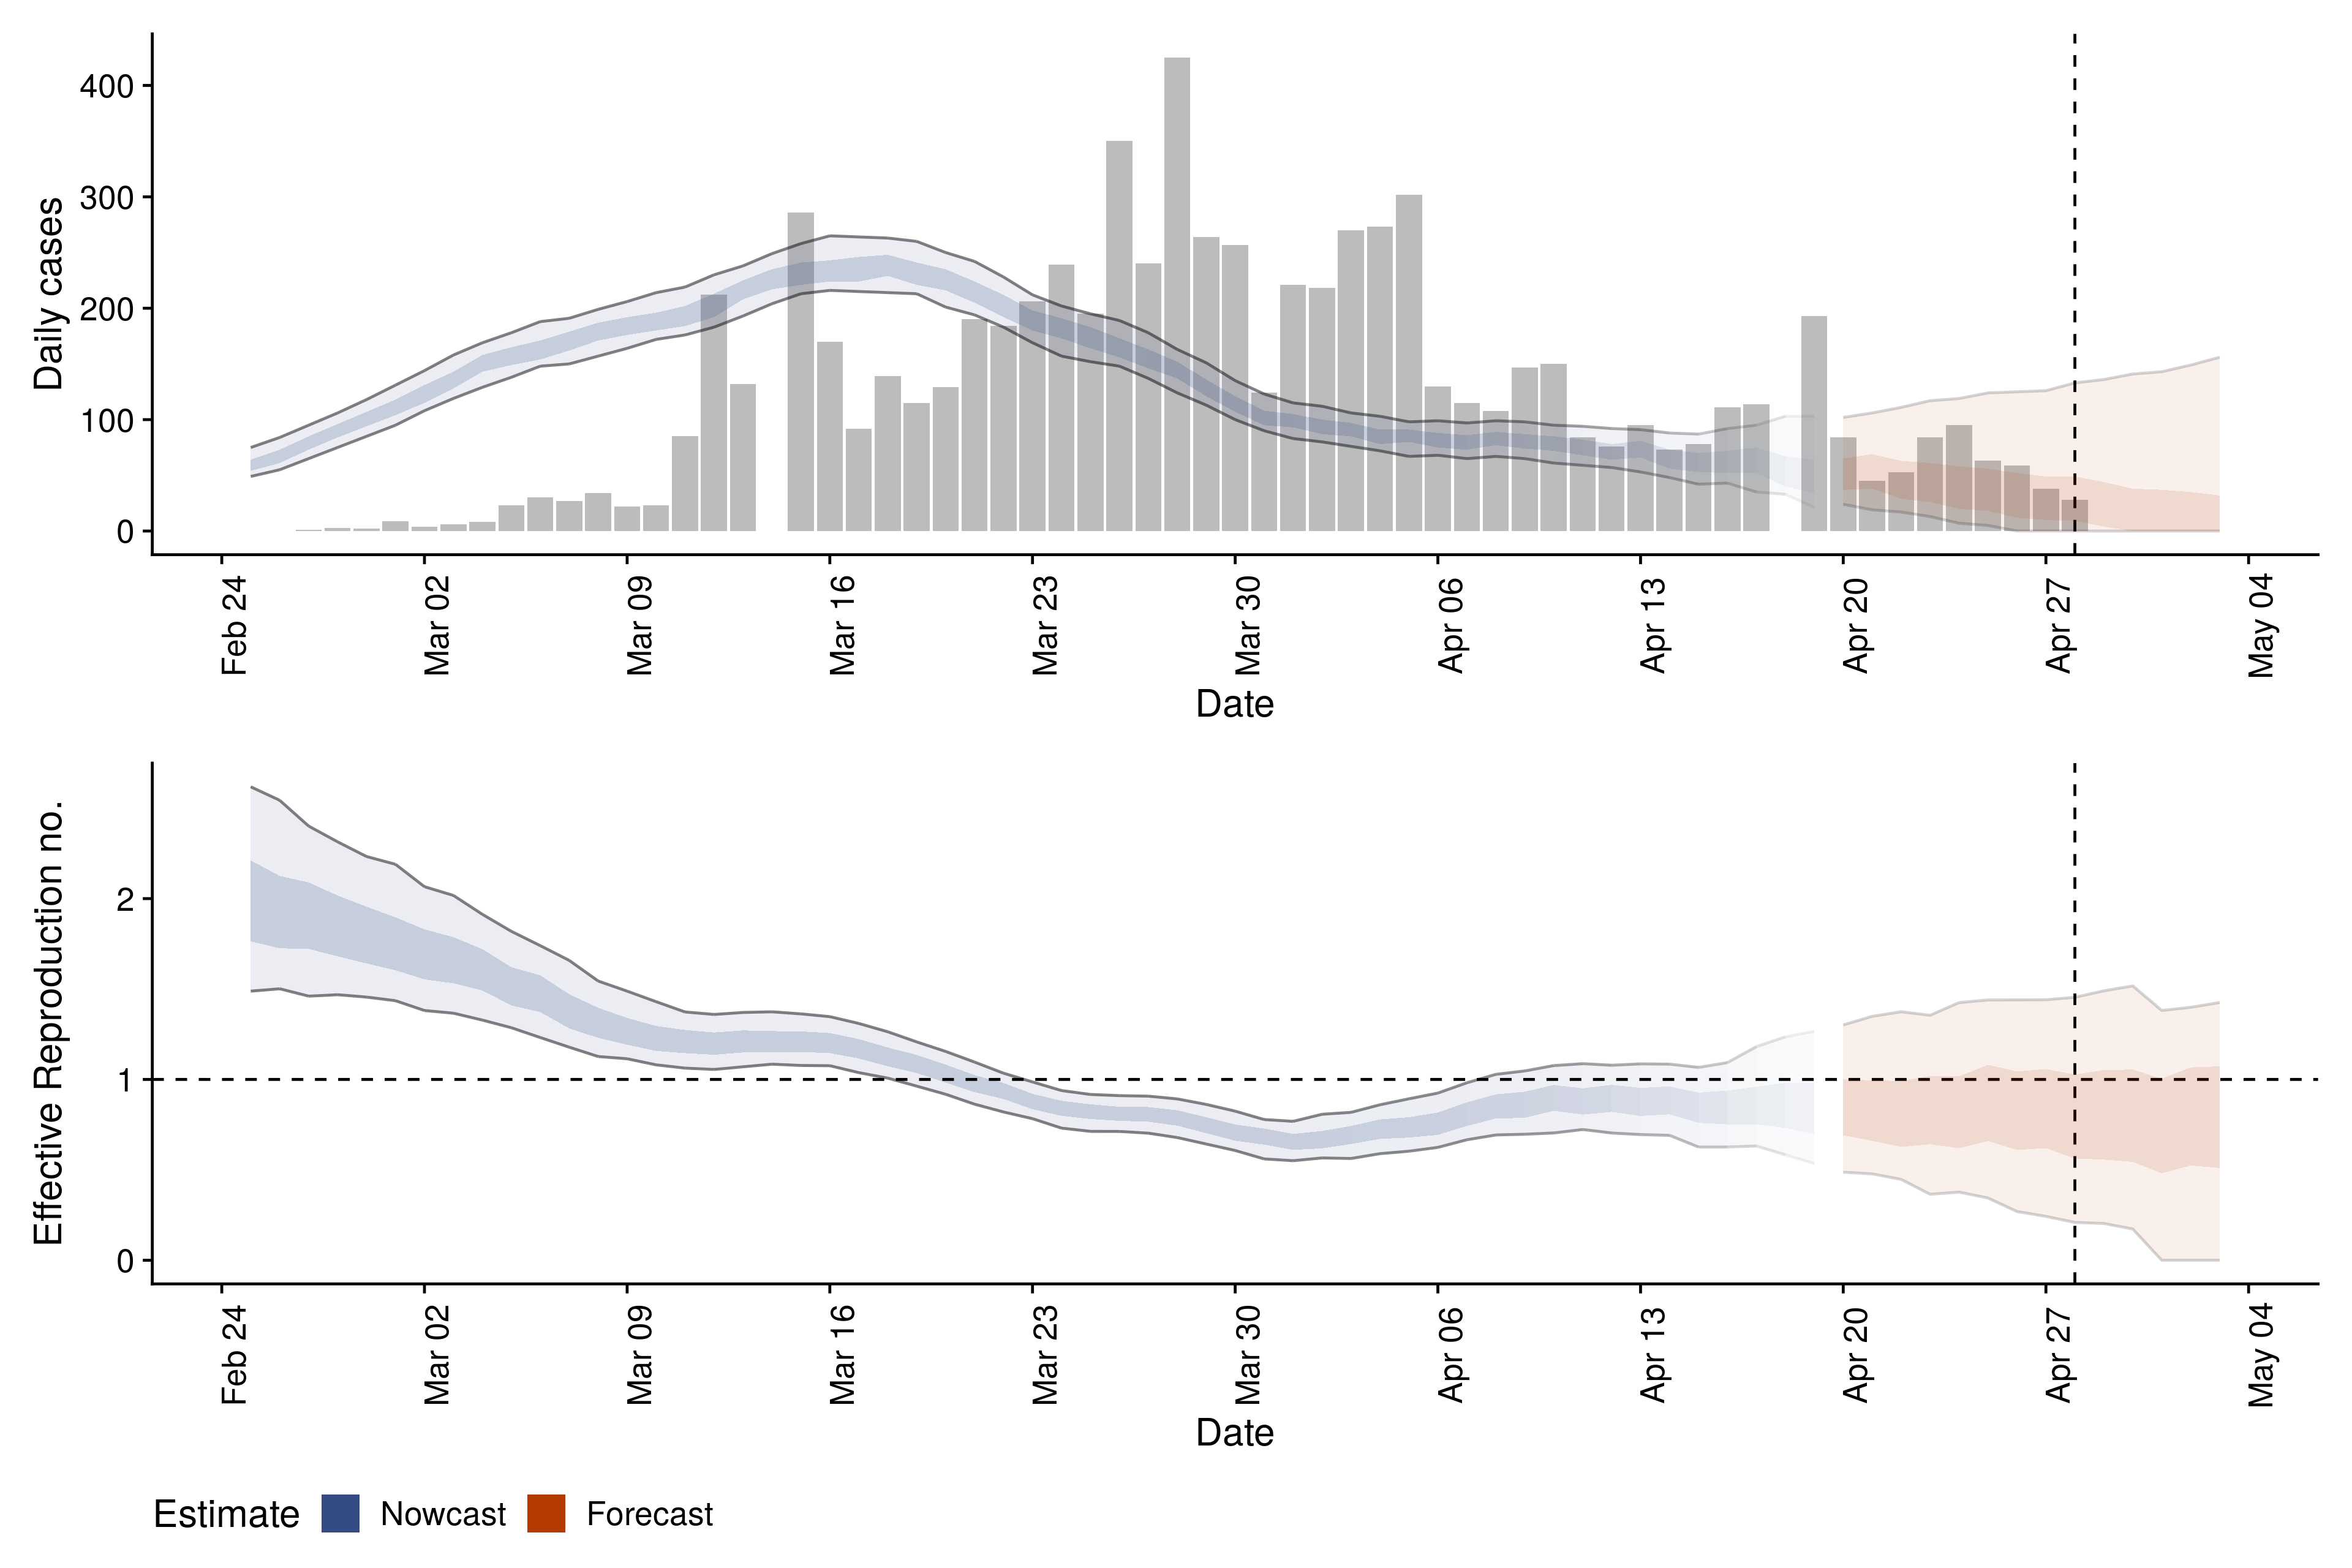 Daily cases
400
300
200
100
0
Feb 24
Mar 02
Mar 09
Mar 16
Mar 23
Mar 30
Apr 06
Apr 13
Apr 20
Apr 27
May 04
Date
Effective Reproduction no.
2
1
0
Feb 24
Mar 02
Mar 09
Mar 16
Mar 23
Mar 30
Apr 06
Apr 13
Apr 20
Apr 27
May 04
Date
Estimate Nowcast Forecast